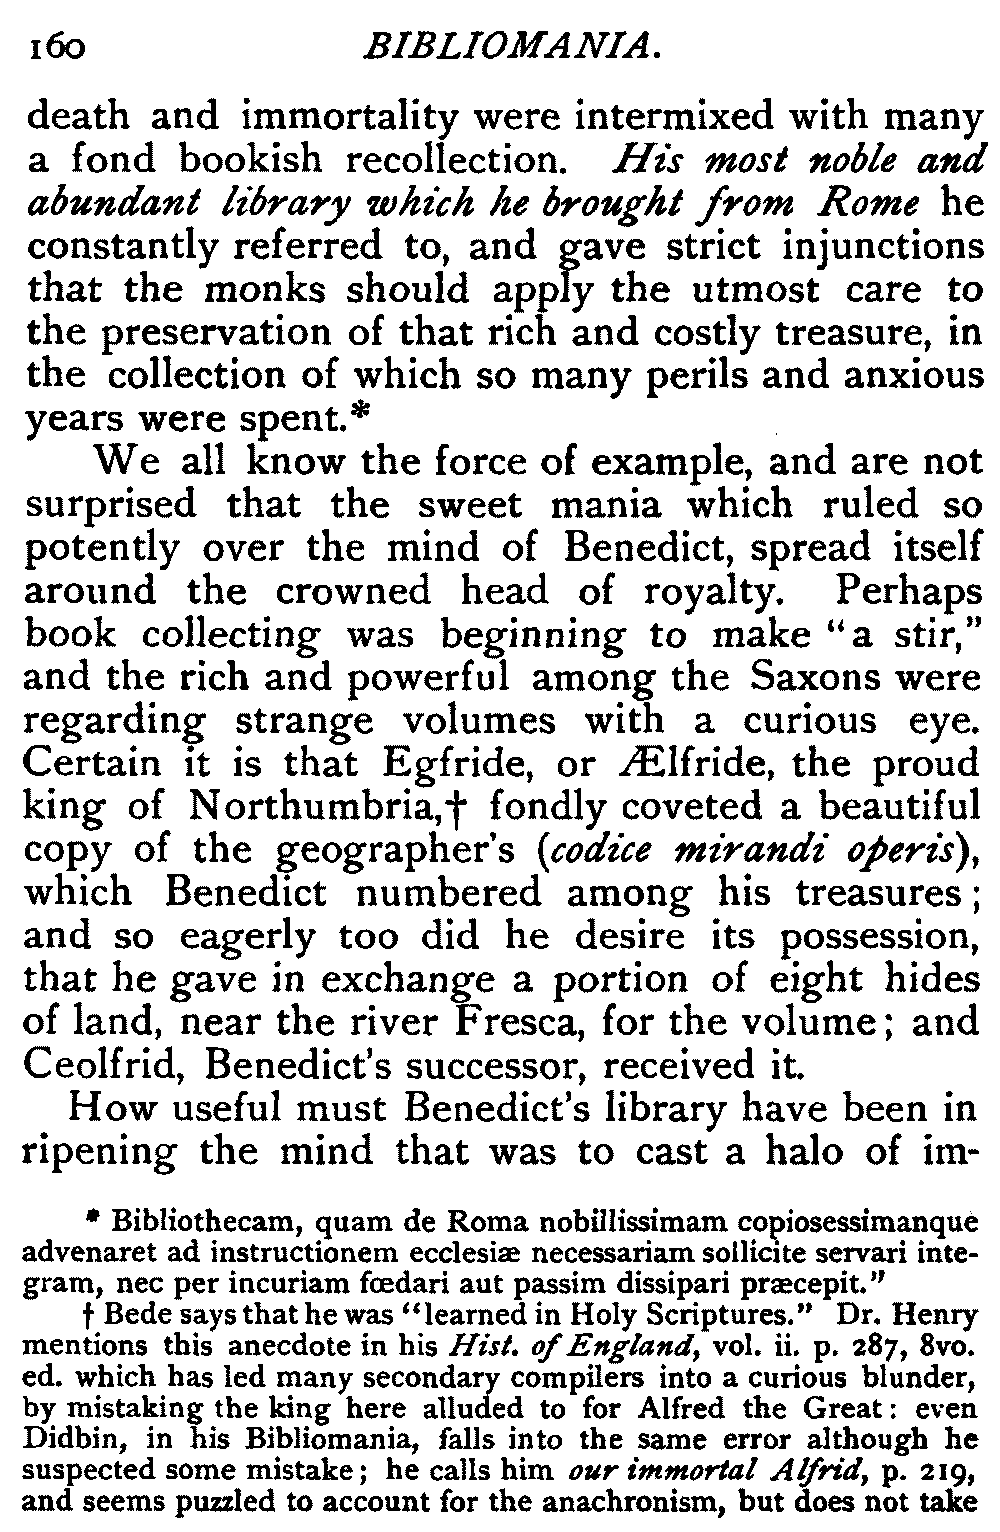 160 BIBLIOMANIA.
death and immortality were intermixed with many
a fond bookish recollection. His most noble and
abundant library which he brought from Rome he
constantly referred to, and gave strict injunctions
that the monks should apply the utmost care to
the preservation of that rich and costly treasure, in
the collection of which so many perils and anxious
years were spent.*
We all know the force of example, and are not
surprised that the sweet mania which ruled so
potently over the mind of Benedict, spread itself
around the crowned head of royalty. Perhaps
book collecting was beginning to make "a stir,"
and the rich and powerful among the Saxons were
regarding strange volumes with a curious eye.
Certain it is that Egfride, or Ælfride, the proud
king of Northumbria,† fondly coveted a beautiful
copy of the geographer's (codice mirandi operis),
which Benedict numbered among his treasures;
and so eagerly too did he desire its possession,
that he gave in exchange a portion of eight hides
of land, near the river Fresca, for the volume; and
Ceolfrid, Benedict's successor, received it.
How useful must Benedict's library have been in
ripening the mind that was to cast a halo of im-
* Bibliothecam, quam de Roma nobillissimam copiosessimanque
advenaret ad instructionem ecclesiæ necessariam sollicite servari inte-
gram, nec per incuriam fœdari aut passim dissipari præcepit."
† Bede says that he was "learned in Holy Scriptures." Dr. Henry
mentions this anecdote in his Hist. of England, vol. ii. p. 287, 8vo.
ed. which has led many secondary compilers into a curious blunder,
by mistaking the king here alluded to for Alfred the Great: even
Didbin, in his Bibliomania, falls into the same error although he
suspected some mistake; he calls him our immortal Alfrid, p. 219,
and seems puzzled to account for the anachronism, but does not take